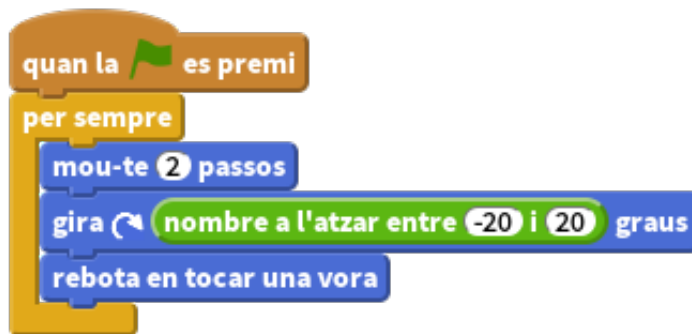 quan la es premi
per sempre
mou-te 2 passos
gira nombre a l'atzar entre -20 i 20 graus
rebota en tocar una vora